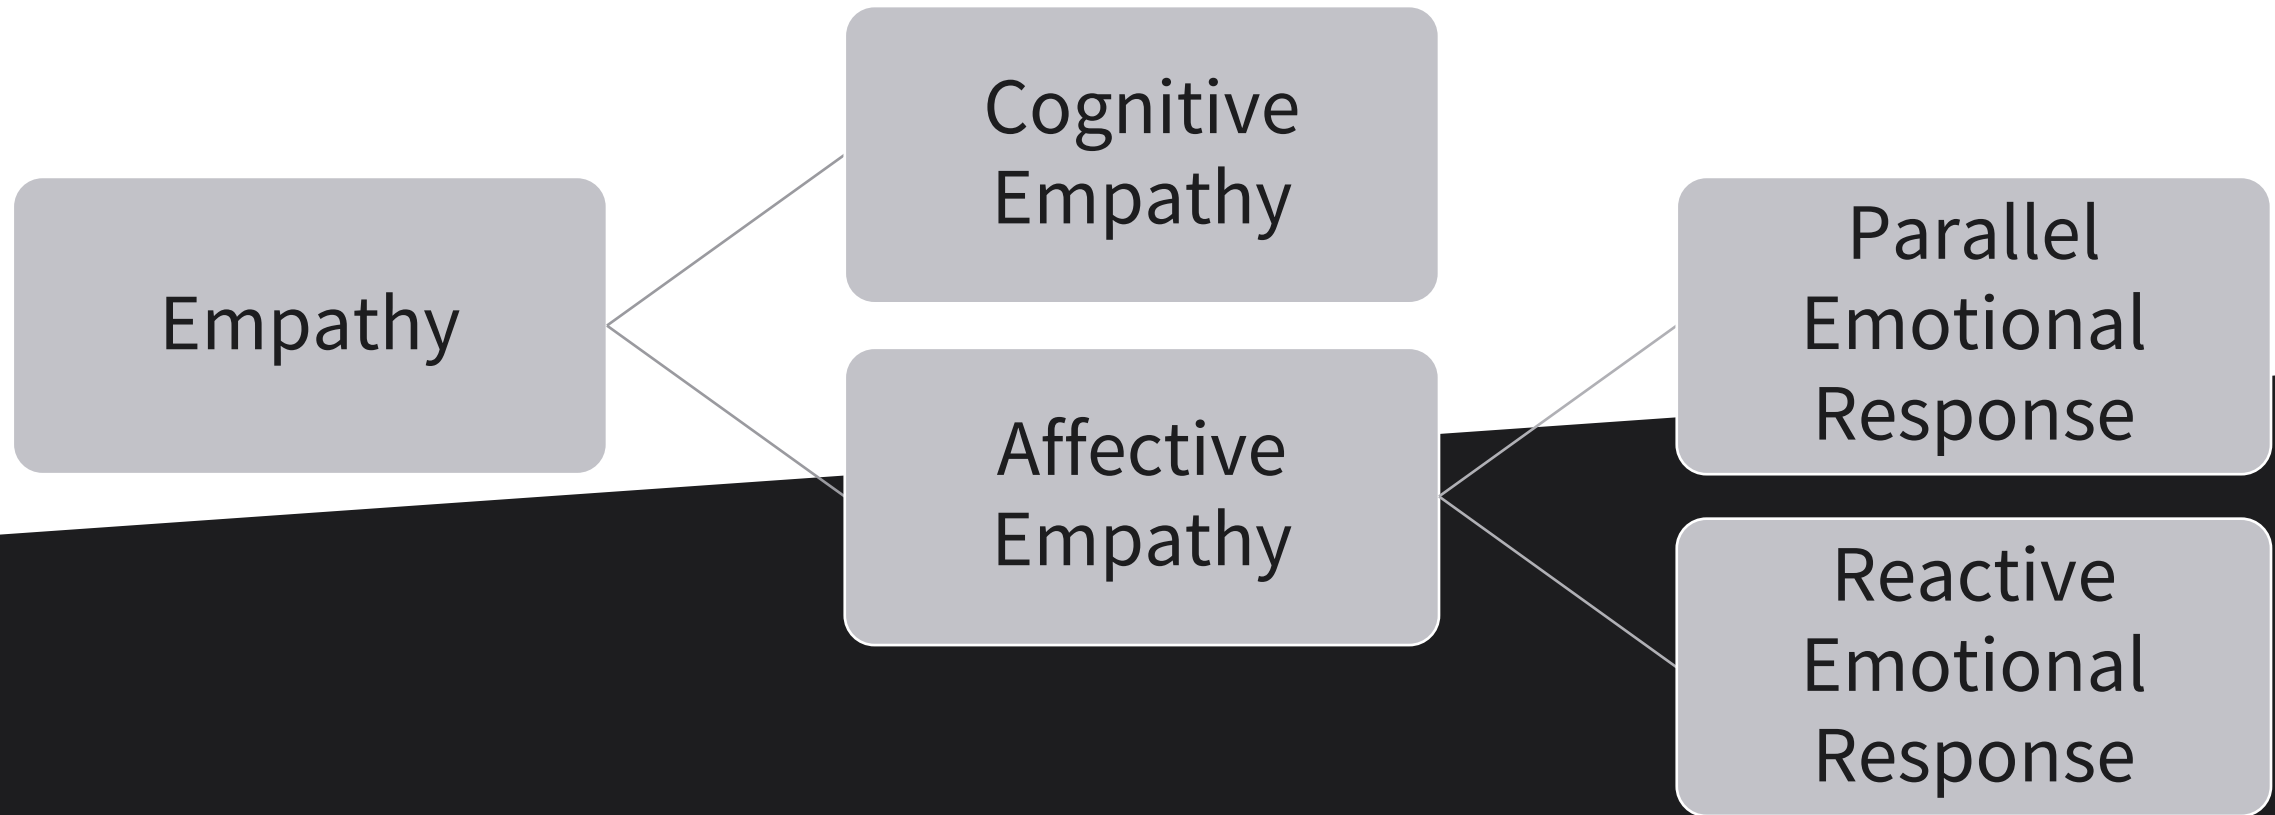 Empathy
Cognitive
Empathy
Affective
Empathy
Parallel
Emotional
Response
Reactive
Emotional
Response